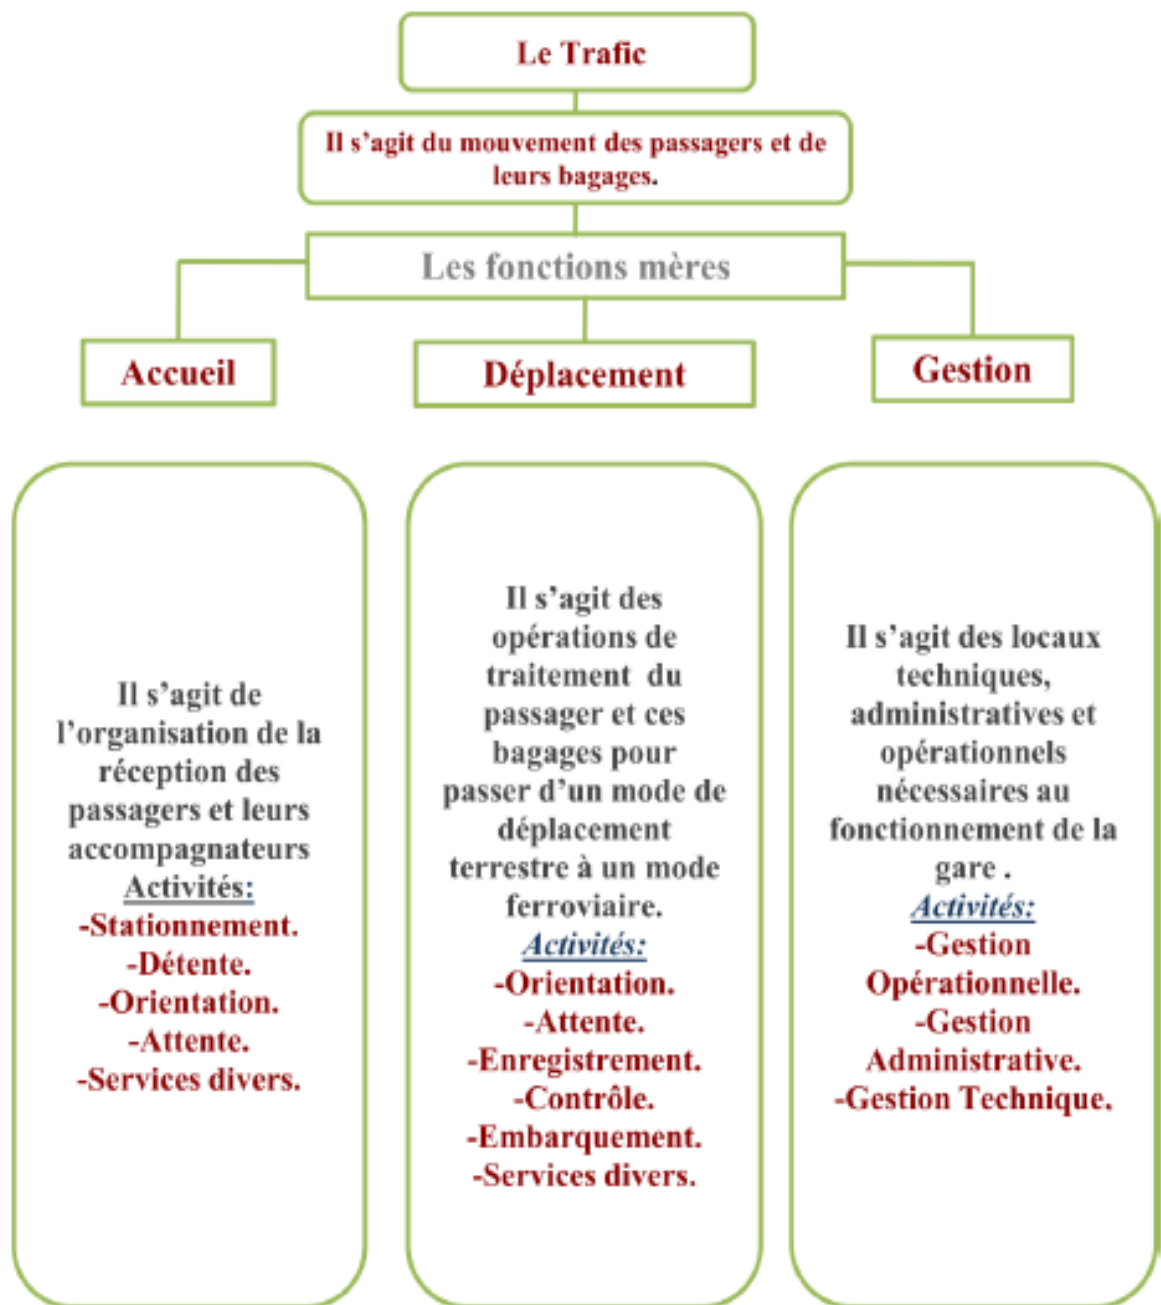 Le Trafic
Il s’agit du mouvement des passagers et de
leurs bagages.
Les fonctions mères
Accueil
Déplacement
Gestion
Il s’agit de
l’organisation de la
réception des
passagers et leurs
accompagnateurs
Activités:
-Stationnement.
-Détente.
-Orientation.
-Attente.
-Services divers.
Il s’agit des
opérations de
traitement du
passager et ces
bagages pour
passer d’un mode de
déplacement
terrestre à un mode
ferroviaire.
Activités:
-Orientation.
-Attente.
-Enregistrement.
-Contrôle.
-Embarquement.
-Services divers.
Il s’agit des locaux
techniques,
administratives et
opérationnels
nécessaires au
fonctionnement de la
gare .
Activités:
-Gestion
Opérationnelle.
-Gestion
Administrative.
-Gestion Technique.